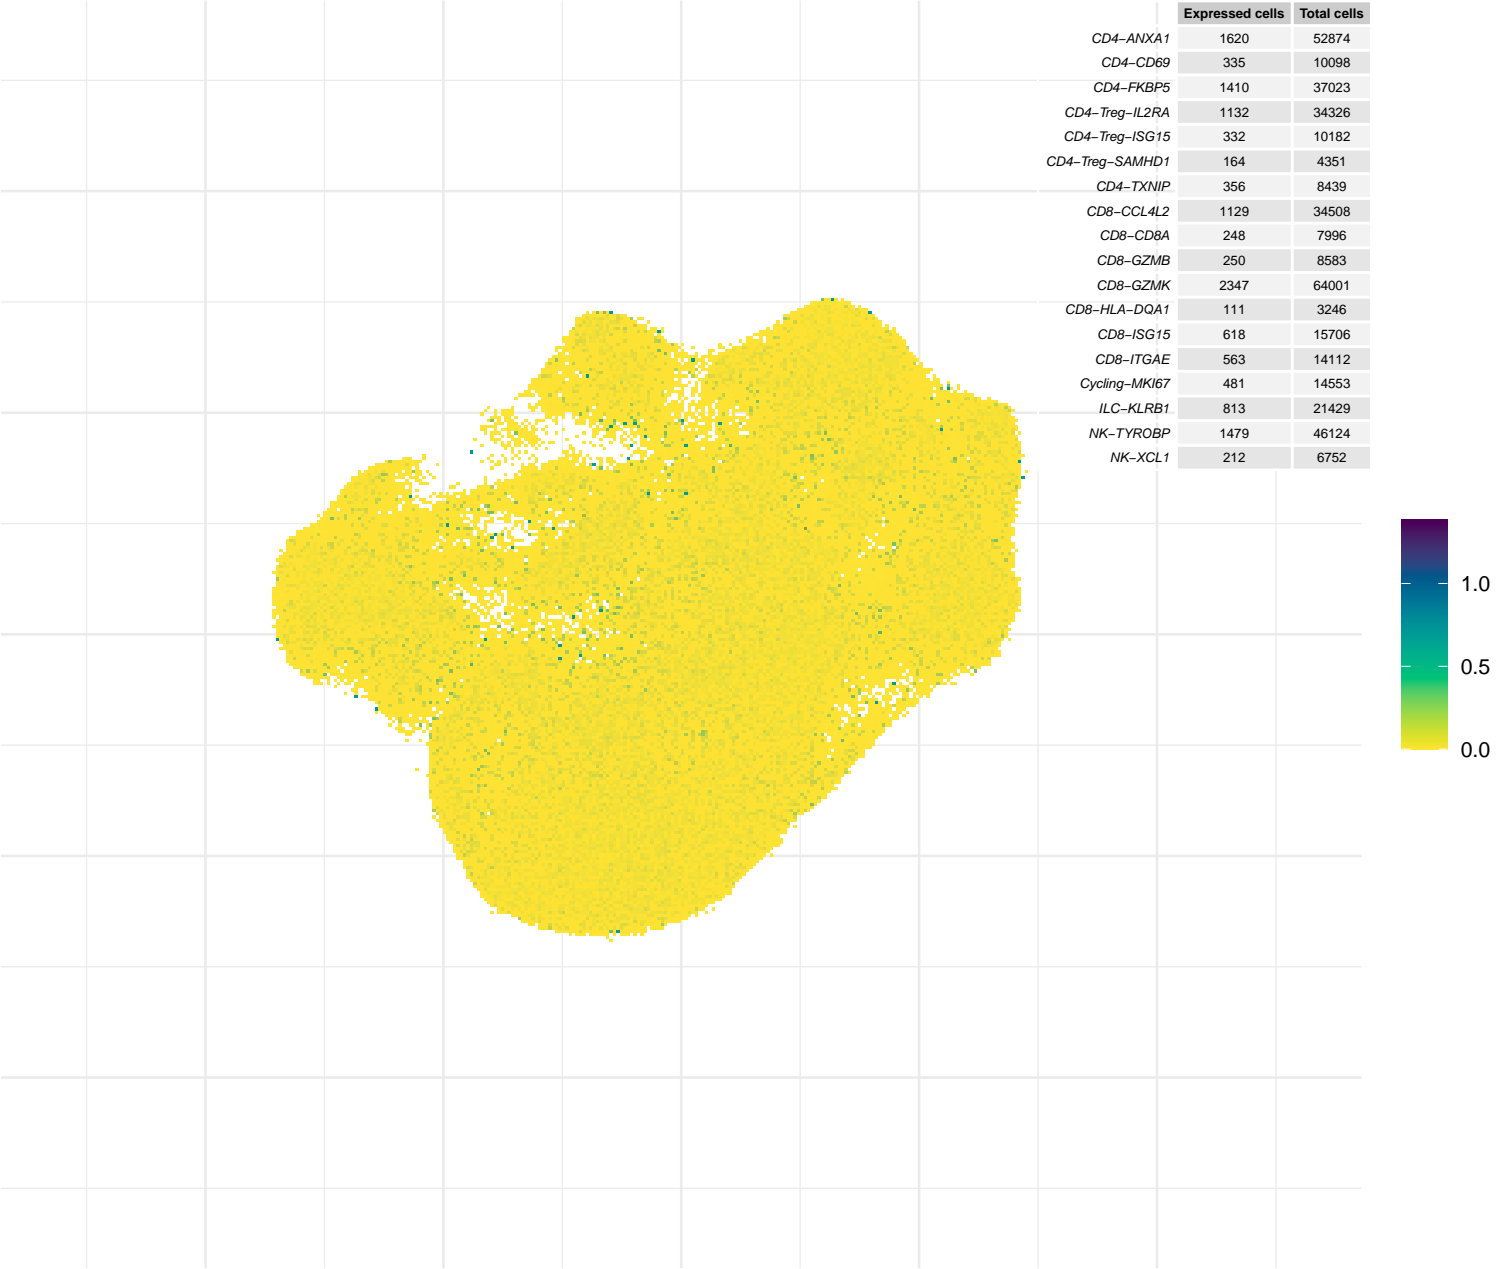 Expressed cells Total cells
CD4−ANXA1 1620 52874
CD4−CD69 335 10098
CD4−FKBP5 1410 37023
CD4−Treg−IL2RA 1132 34326
CD4−Treg−ISG15 332 10182
CD4−Treg−SAMHD1 164 4351
CD4−TXNIP 356 8439
CD8−CCL4L2 1129 34508
CD8−CD8A 248 7996
CD8−GZMB 250 8583
CD8−GZMK 2347 64001
CD8−HLA−DQA1 111 3246
CD8−ISG15 618 15706
CD8−ITGAE 563 14112
Cycling−MKI67 481 14553
ILC−KLRB1 813 21429
NK−TYROBP 1479 46124
NK−XCL1 212 6752
1.0
0.5
0.0